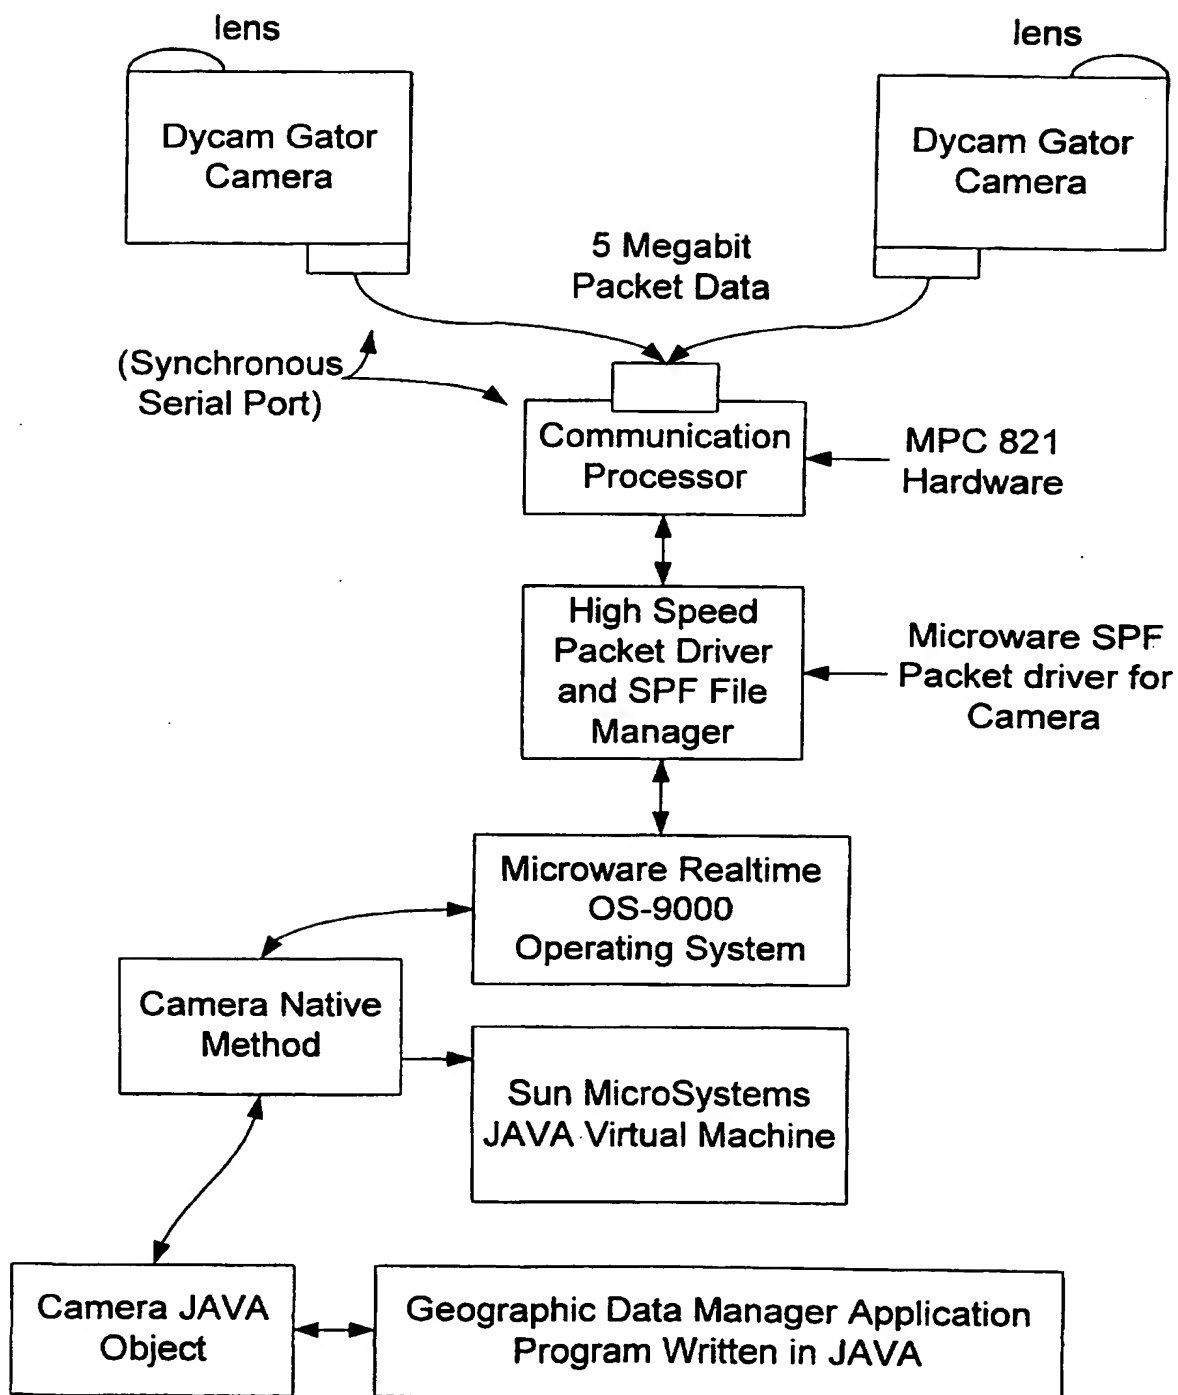 lens
lens
Dycam Gator
Camera
Dycam Gator
Camera
5 Megabit
Packet Data
(Synchronous
Serial Port)
Communication
Processor
MPC 821
Hardware
High Speed
Packet Driver
and SPF File
Manager
Microware SPF
Packet driver for
Camera
Microware Realtime
OS-9000
Operating System
Camera Native
Method
Sun MicroSystems
JAVA Virtual Machine
Camera JAVA
Object
Geographic Data Manager Application
Program Written in JAVA